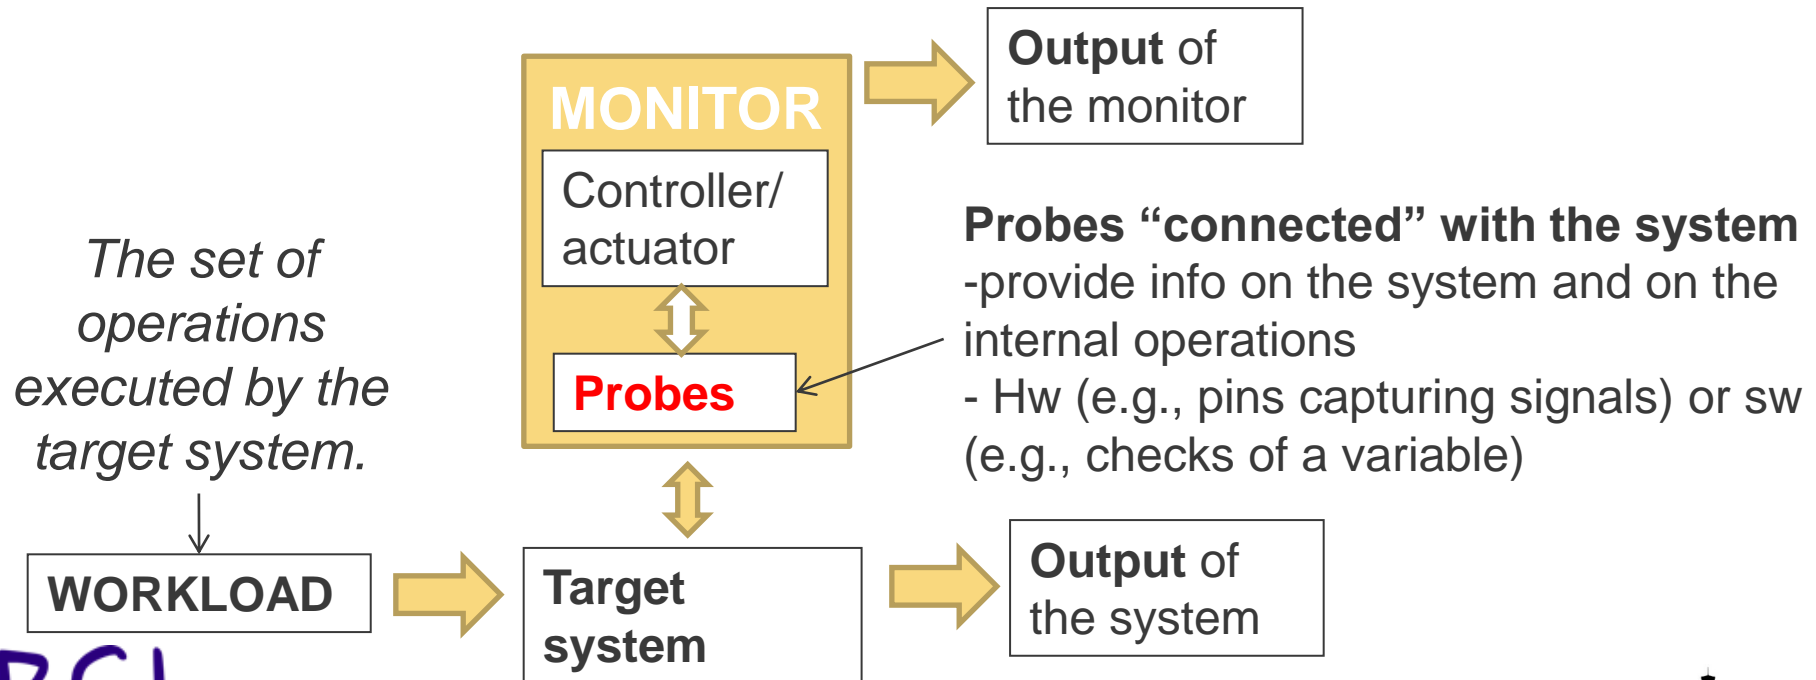 Output of
the monitor
MONITOR
Controller/
actuator
Probes
Probes “connected” with the system
-provide info on the system and on the
internal operations
- Hw (e.g., pins capturing signals) or sw
(e.g., checks of a variable)
The set of
operations
executed by the
target system.
WORKLOAD
Target
system
Output of
the system